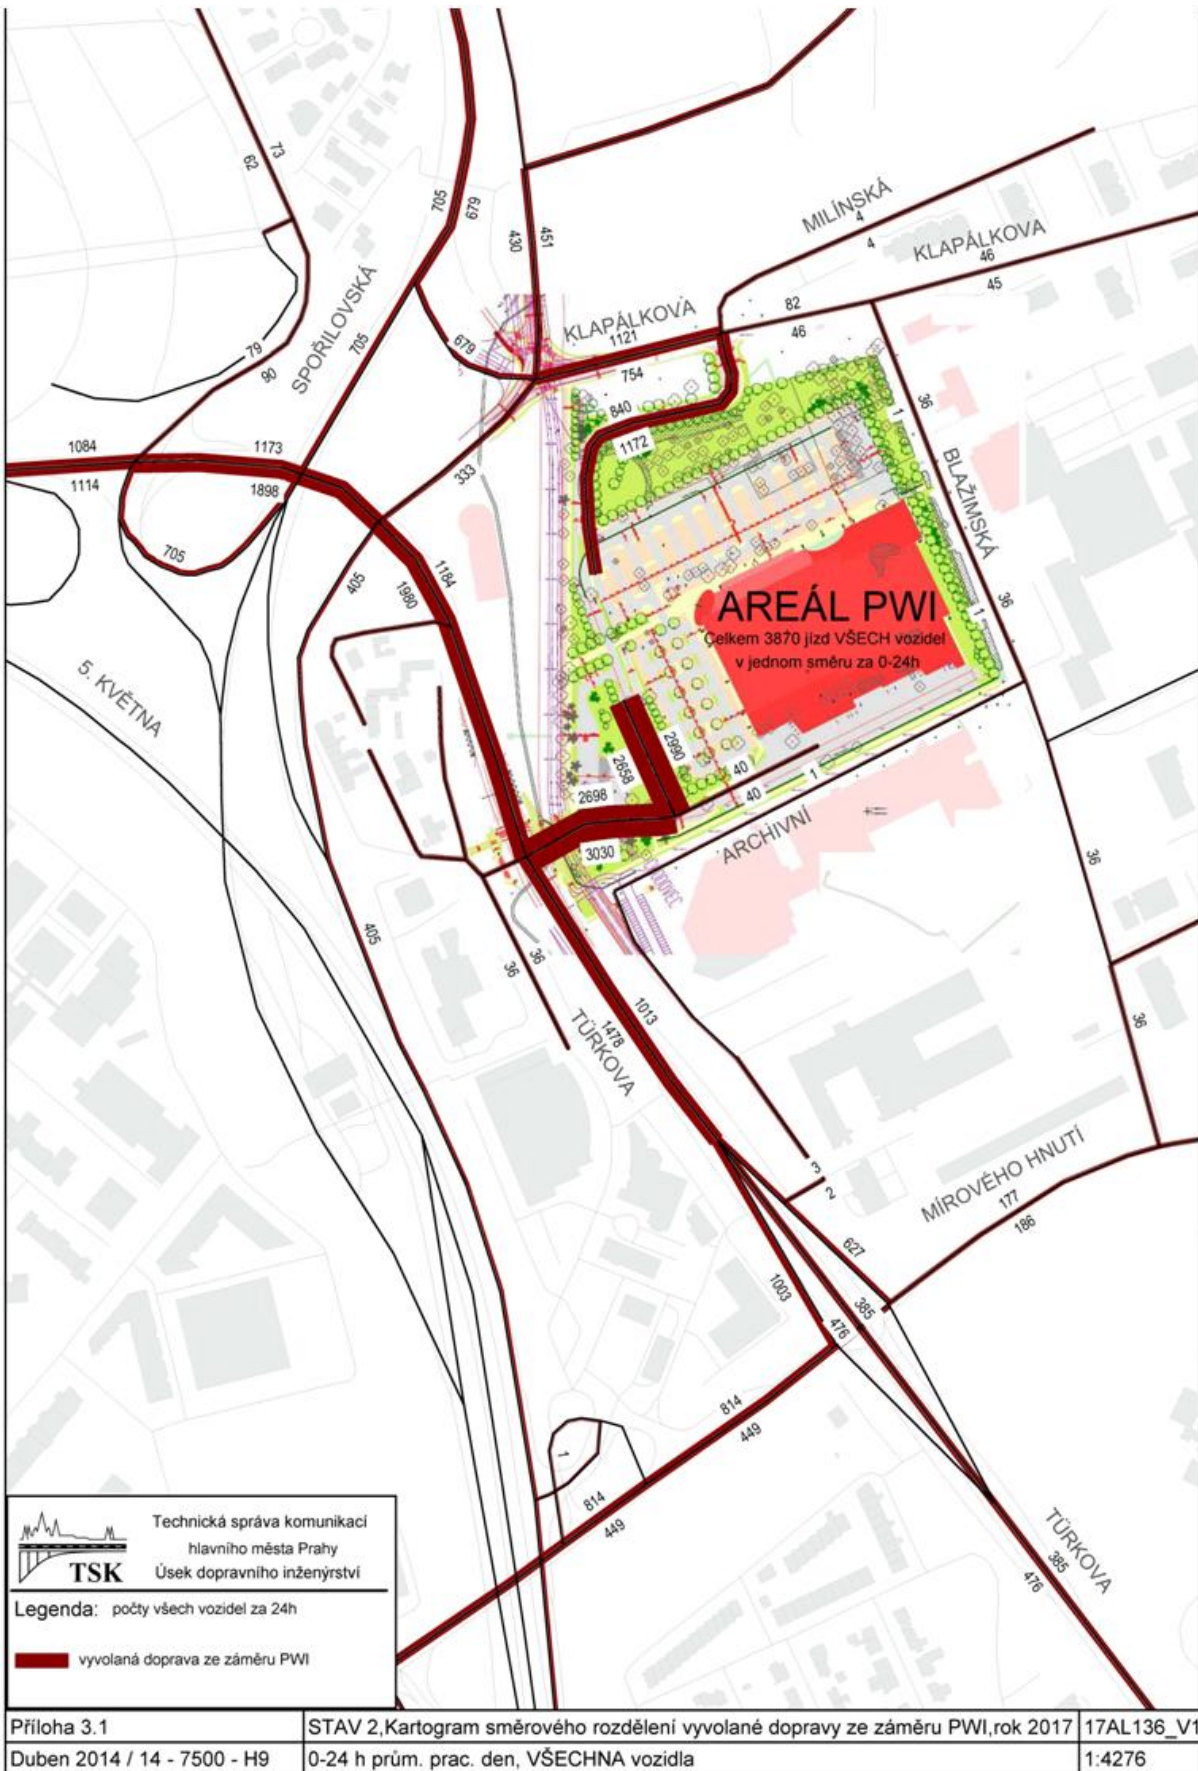 73
62
705
679
451
430
MILÍNSKÁ
4
4
KLAPÁLKOVA
46
45
SPOŘILOVSKÁ
705
679
KLAPÁLKOVA
1121
754
82
46
79
90
840
1172
36
1
BLAŽIMSKÁ
1084
1114
1173
1898
333
705
405
1184
1980
36
1
AREÁL PWI
Celkem 3870 jízd VŠECH vozidel
v jednom směru za 0-24h
5. KVĚTNA
2990
2658
2698
3030
40
40
1
ARCHIVNÍ
CHODOVEC
36
405
36
36
1013
1478
TÜRKOVA
36
3
2
MÍROVÉHO HNUTÍ
177
186
627
1003
385
476
814
449
1
814
449
TÜRKOVA
385
476
TSK
Technická správa komunikací
hlavního města Prahy
Úsek dopravního inženýrství
Legenda: počty všech vozidel za 24h
vyvolaná doprava ze záměru PWI
Příloha 3.1
STAV 2,Kartogram směrového rozdělení vyvolané dopravy ze záměru PWI,rok 2017
17AL136_V1
Duben 2014 / 14 - 7500 - H9
0-24 h prům. prac. den, VŠECHNA vozidla
1:4276